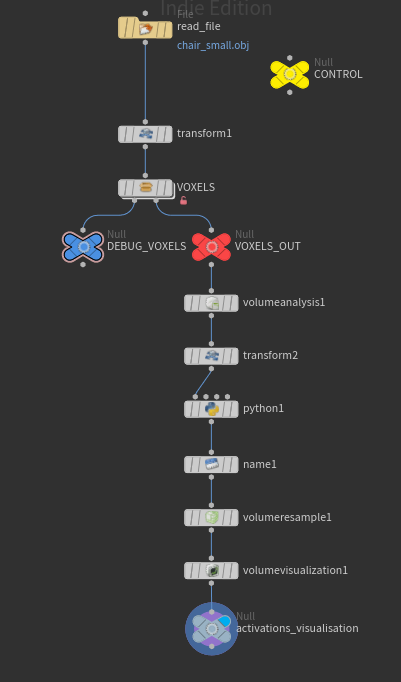 Indie Edition
File
read_file
chair_small.obj
Null
CONTROL
transform1
VOXELS
Null
DEBUG_VOXELS
Null
VOXELS_OUT
volumeanalysis1
transform2
python1
name1
volumeresample1
volumevisualization1
Null
activations_visualisation